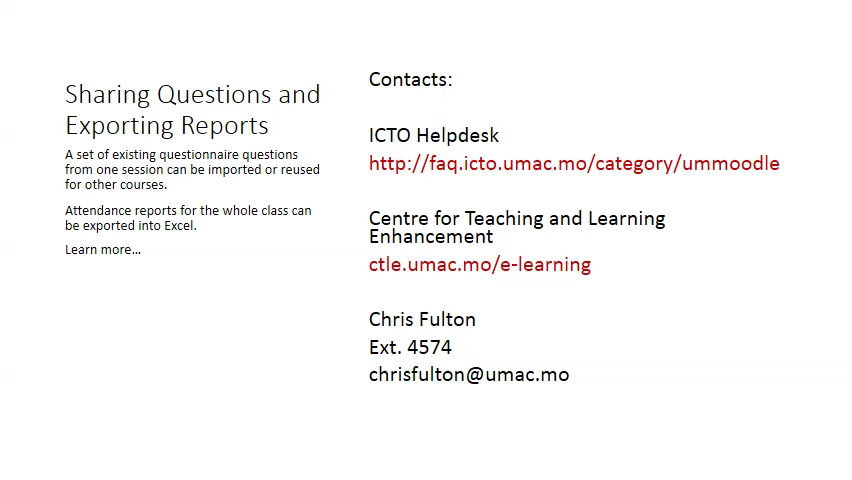 Sharing Questions and
Exporting Reports
A set of existing questionnaire questions
from one session can be imported or reused
for other courses.
Attendance reports for the whole class can
be exported into Excel.
Learn more…
Contacts:
ICTO Helpdesk
http://faq.icto.umac.mo/category/ummoodle
Centre for Teaching and Learning
Enhancement
ctle.umac.mo/e-learning
Chris Fulton
Ext. 4574
chrisfulton@umac.mo